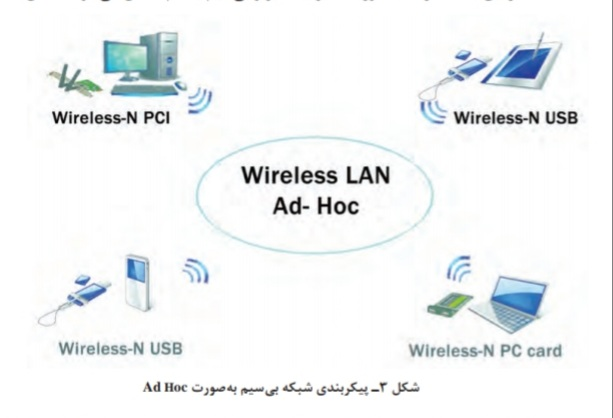 Wireless-N PCI
Wireless-N USB
Wireless LAN
Ad- Hoc
Wireless-N USB
Wireless-N PC card
شکل ۳ـ پیکربندی شبکه بی‌سیم به‌صورت Ad Hoc